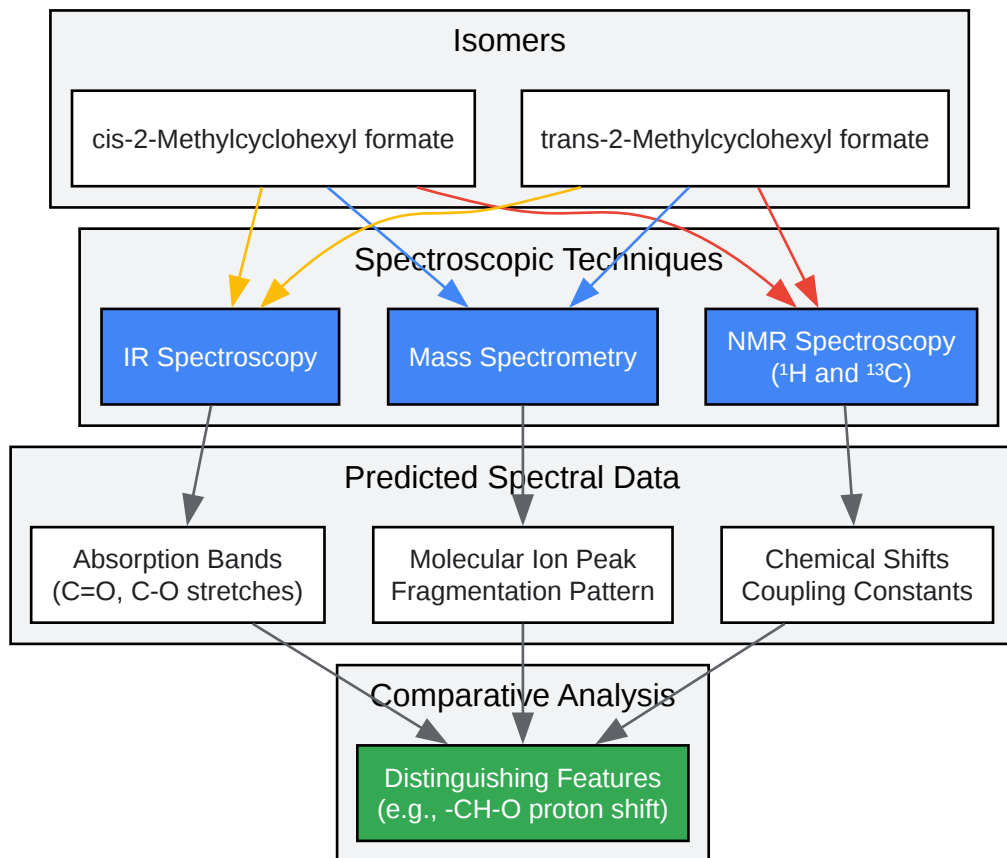 Isomers
cis-2-Methylcyclohexyl formate
trans-2-Methylcyclohexyl formate
Spectroscopic Techniques
IR Spectroscopy
Mass Spectrometry
NMR Spectroscopy
(¹H and ¹³C)
Predicted Spectral Data
Absorption Bands
(C=O, C-O stretches)
Molecular Ion Peak
Fragmentation Pattern
Chemical Shifts
Coupling Constants
Comparative Analysis
Distinguishing Features
(e.g., -CH-O proton shift)